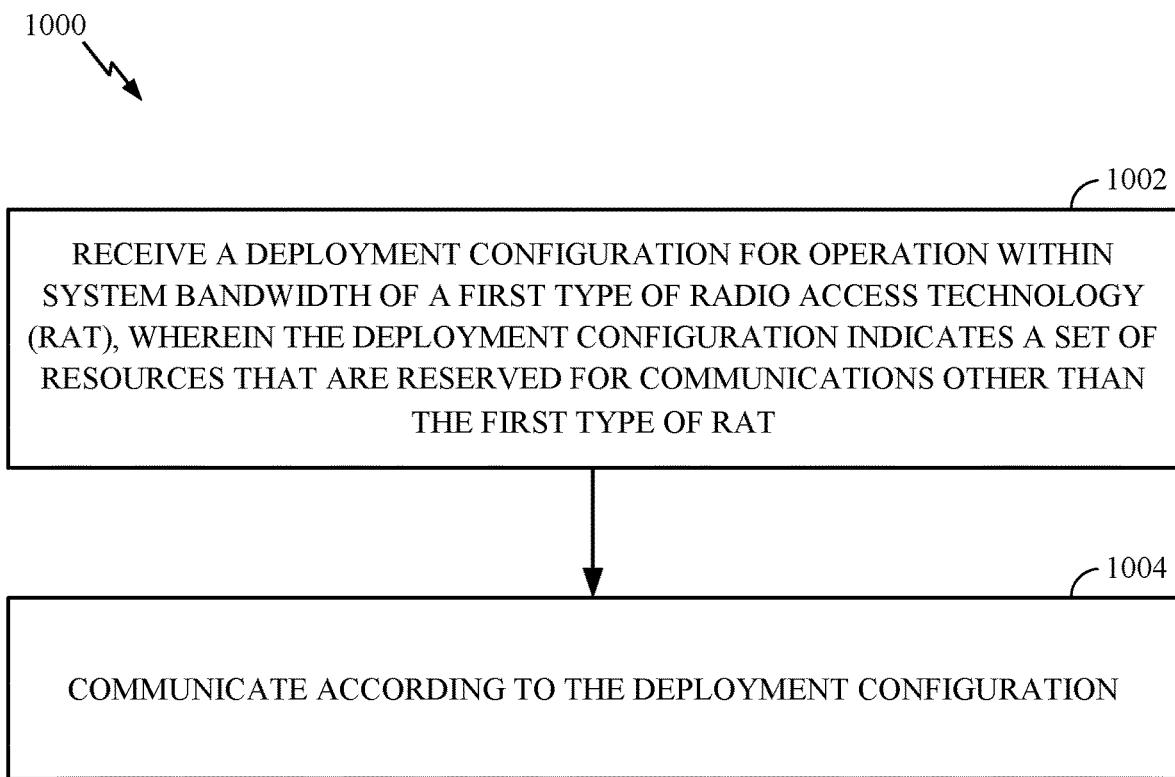 1000
1002
RECEIVE A DEPLOYMENT CONFIGURATION FOR OPERATION WITHIN
SYSTEM BANDWIDTH OF A FIRST TYPE OF RADIO ACCESS TECHNOLOGY
(RAT), WHEREIN THE DEPLOYMENT CONFIGURATION INDICATES A SET OF
RESOURCES THAT ARE RESERVED FOR COMMUNICATIONS OTHER THAN
THE FIRST TYPE OF RAT
1004
COMMUNICATE ACCORDING TO THE DEPLOYMENT CONFIGURATION